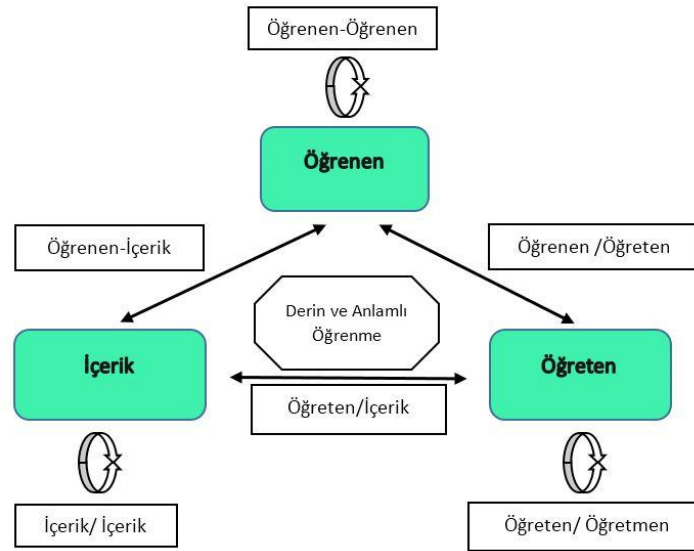 Öğrenen-Öğrenen
Öğrenen
Öğrenen-İçerik
Öğrenen /Öğreten
Derin ve Anlamlı
Öğrenme
İçerik
Öğreten
Öğreten/İçerik
İçerik/ İçerik
Öğreten/ Öğretmen